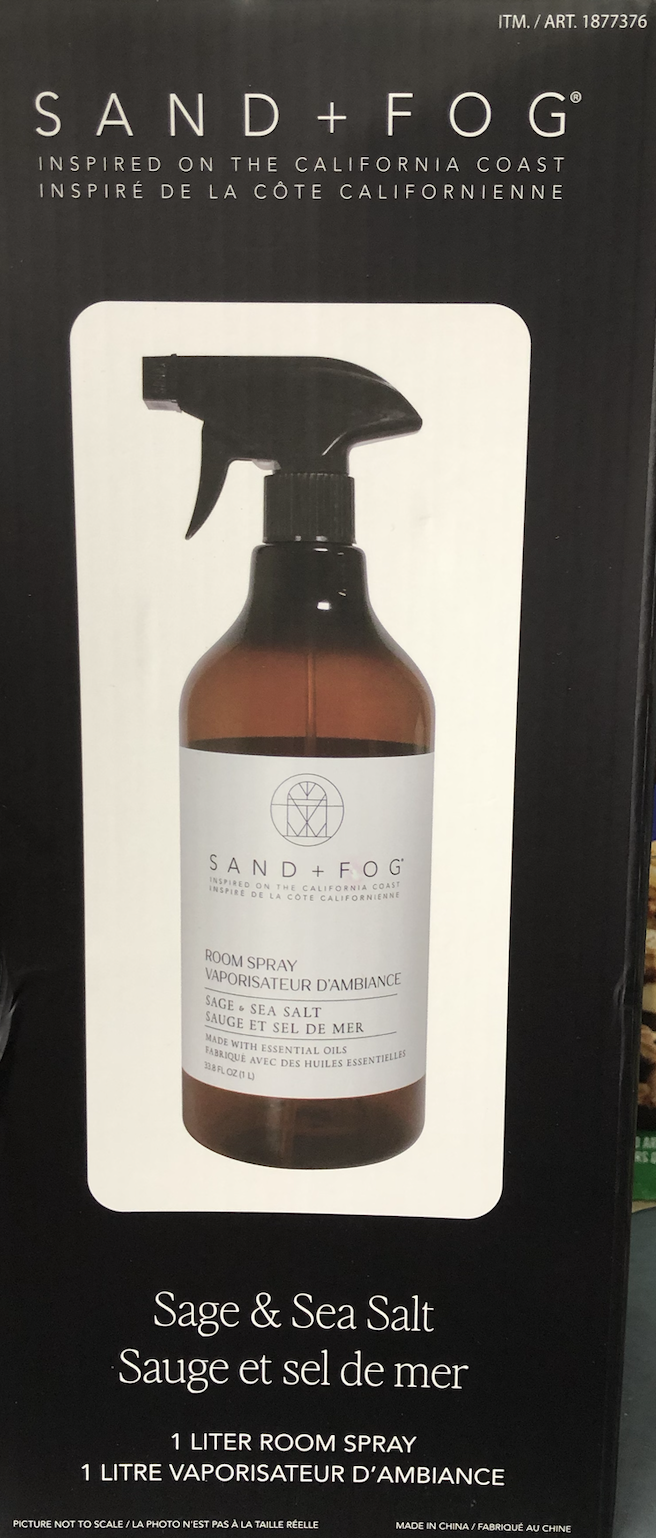 ITM. / ART. 1877376
SAND + FOG®
INSPIRED ON THE CALIFORNIA COAST
INSPIRÉ DE LA CÔTE CALIFORNIENNE
SAND + FOG
INSPIRED ON THE CALIFORNIA COAST
INSPIRÉ DE LA CÔTE CALIFORNIENNE
ROOM SPRAY
VAPORISATEUR D'AMBIANCE
SAGE & SEA SALT
SAUGE ET SEL DE MER
MADE WITH ESSENTIAL OILS
FABRIQUÉ AVEC DES HUILES ESSENTIELLES
33.8 FL OZ (1 L)
Sage & Sea Salt
Sauge et sel de mer
1 LITER ROOM SPRAY
1 LITRE VAPORISATEUR D'AMBIANCE
PICTURE NOT TO SCALE / LA PHOTO N'EST PAS À LA TAILLE RÉELLE
MADE IN CHINA / FABRIQUÉ AU CHINE